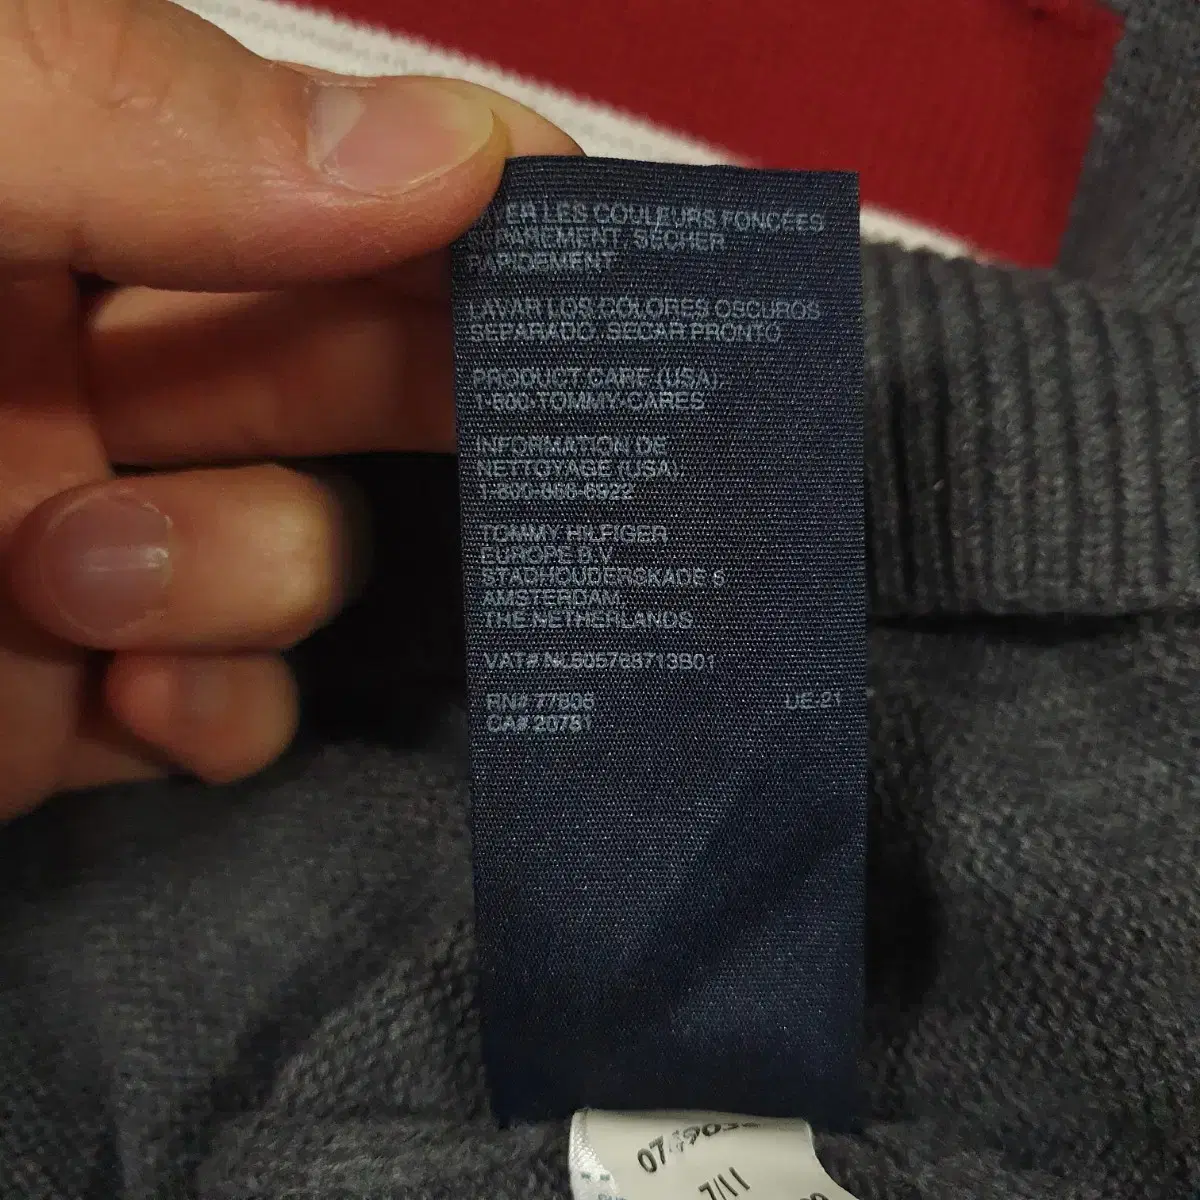 LES COULEURS FONCÉES
SÉCHER
RAPIDEMENT
LAVAR LOS COLORES OSCUROS
SEPARADO, SECAR PRONTO
PRODUCT CARE (USA):
1-800-TOMMY-CARES
INFORMATION DE
NETTOYAGE (USA):
1-800-866-6922
TOMMY HILFIGER
EUROPE B.V.
STADHOUDERSKADE 6
AMSTERDAM
THE NETHERLANDS
VAT# NL805768713B01
RN# 77806 UE-21
CA# 20781
7/11